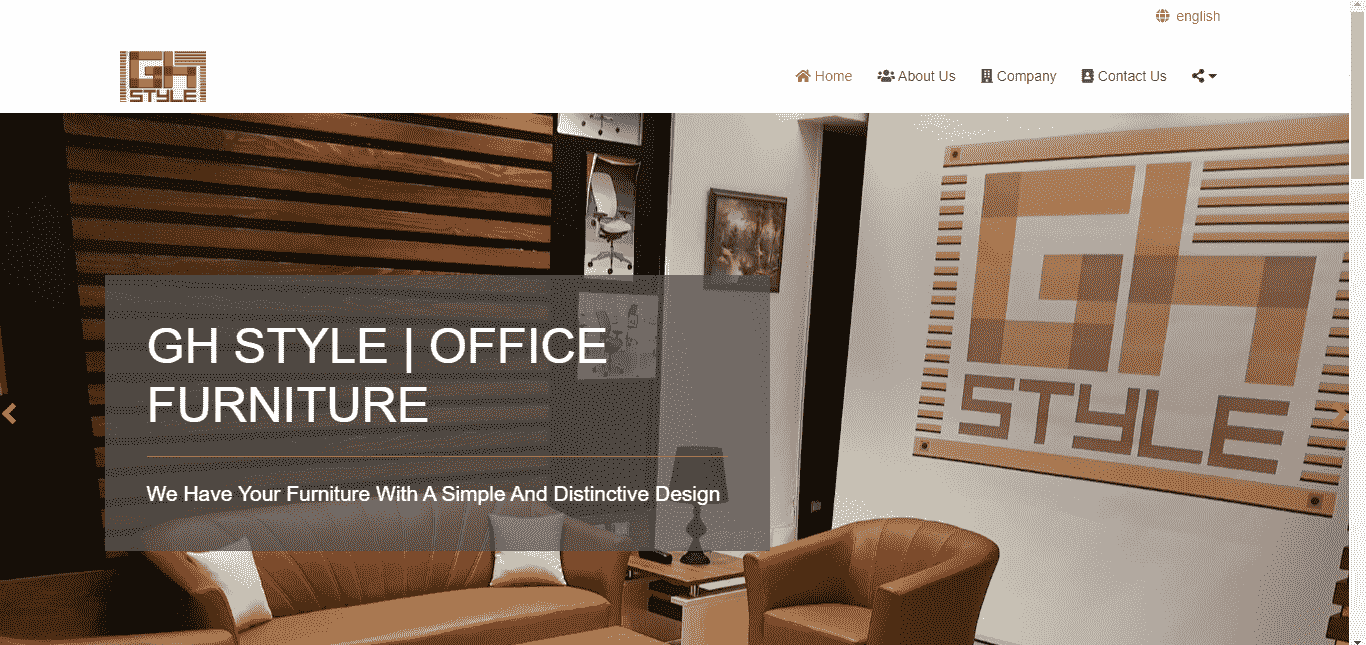 english
GH
STYLE
Home
About Us
Company
Contact Us
GH
STYLE
GH STYLE | OFFICE
FURNITURE
We Have Your Furniture With A Simple And Distinctive Design